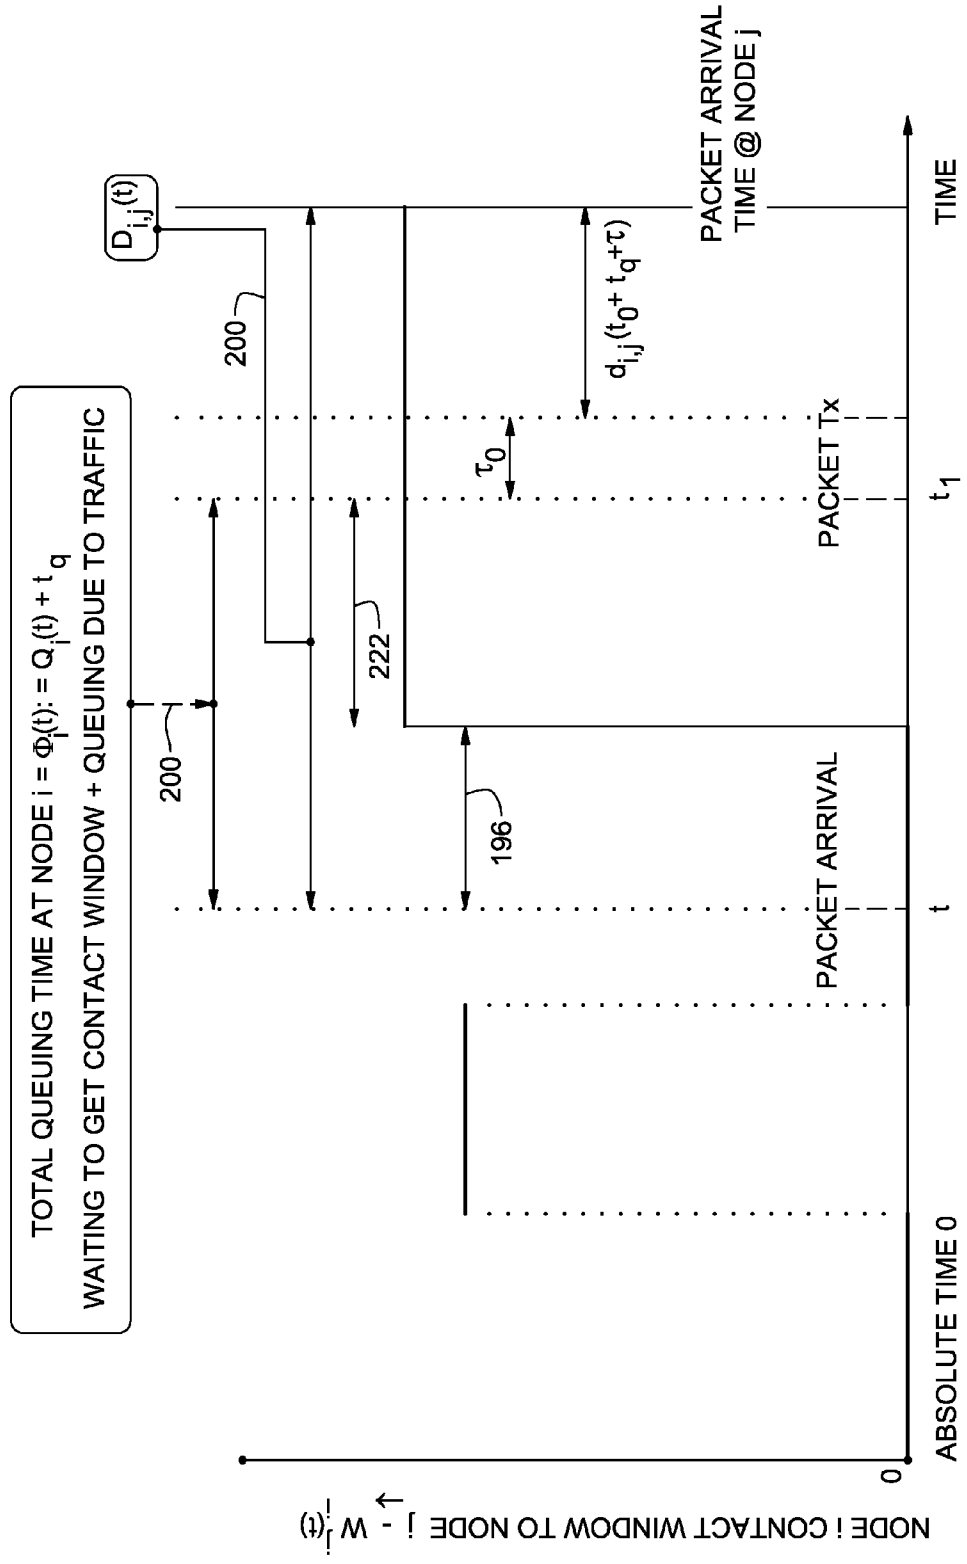 TOTAL QUEUING TIME AT NODE i = Φi(t): = Qi(t) + tq
WAITING TO GET CONTACT WINDOW + QUEUING DUE TO TRAFFIC
Di,j(t)
200
200
222
196
τ0
di,j(t0 + tq + τ)
PACKET ARRIVAL
PACKET Tx
PACKET ARRIVAL
TIME @ NODE j
NODE i CONTACT WINDOW TO NODE j - Wij(t)
0
ABSOLUTE TIME 0
t
t1
TIME